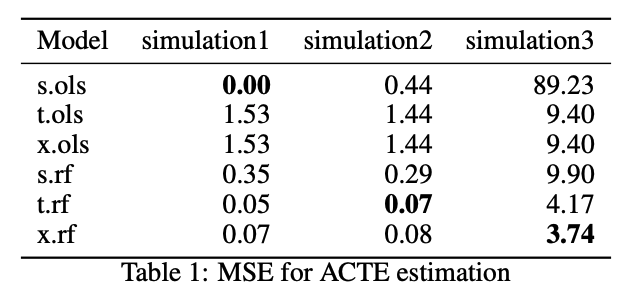 Model simulation1 simulation2 simulation3
s.ols 0.00 0.44 89.23
t.ols 1.53 1.44 9.40
x.ols 1.53 1.44 9.40
s.rf 0.35 0.29 9.90
t.rf 0.05 0.07 4.17
x.rf 0.07 0.08 3.74
Table 1: MSE for ACTE estimation